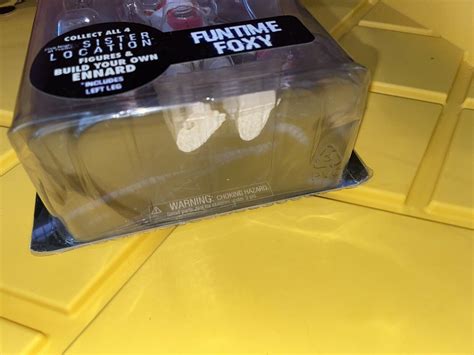 COLLECT ALL 4
SISTER
LOCATION
FIGURES &
BUILD YOUR OWN
ENNARD
*INCLUDES
LEFT LEG
FUNTIME
FOXY
WARNING: CHOKING HAZARD